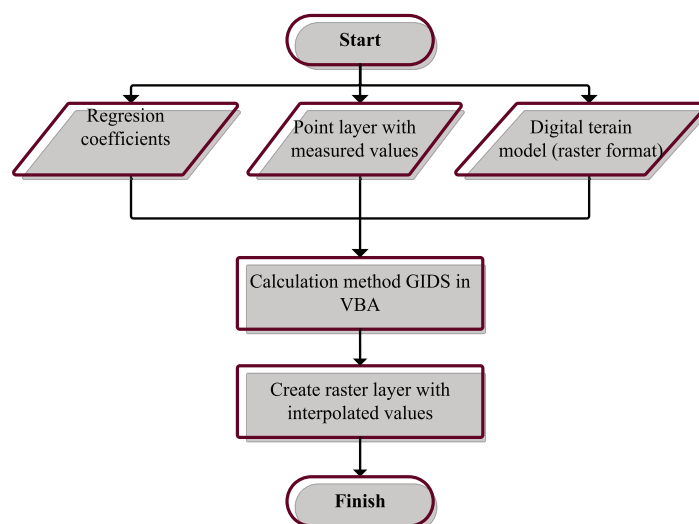 Start
Regresion
coefficients
Point layer with
measured values
Digital terain
model (raster format)
Calculation method GIDS in
VBA
Create raster layer with
interpolated values
Finish